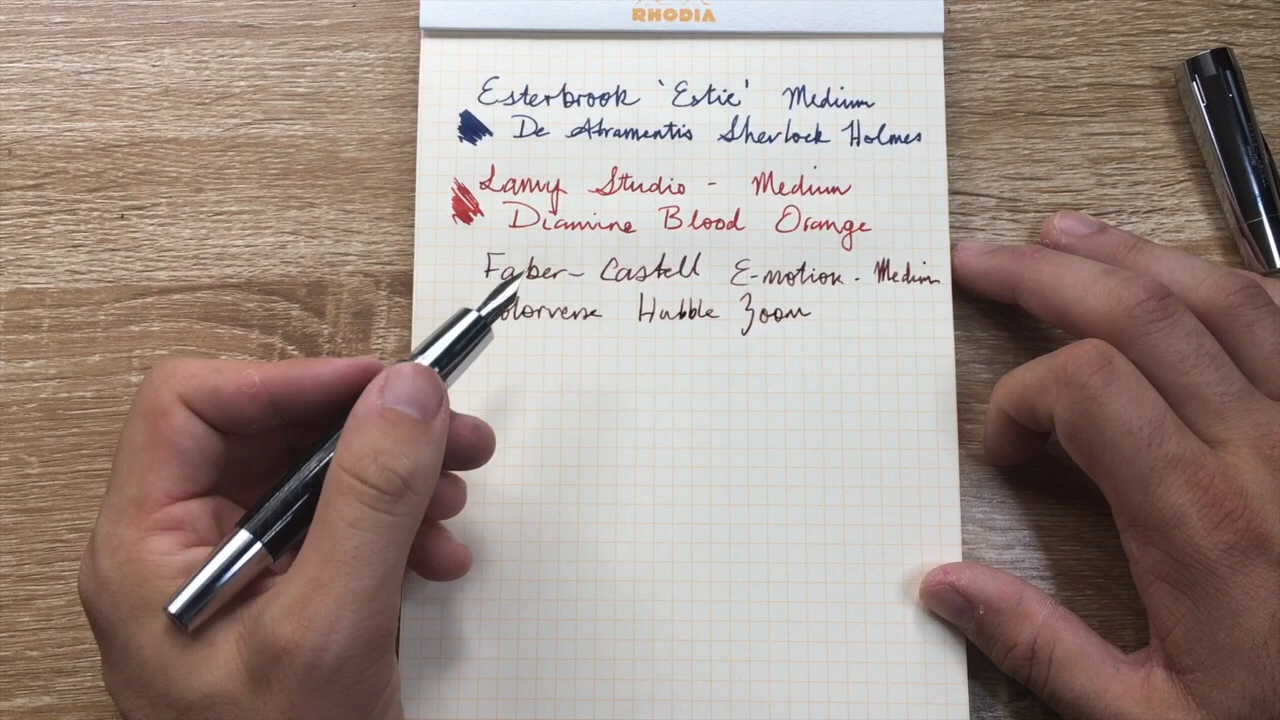 RHODIA
Esterbrook 'Estie' Medium
De Atramentis Sherlock Holmes
Lamy Studio - Medium
Diamine Blood Orange
Faber-Castell E-motion - Medium
olorverse Hubble Zoom